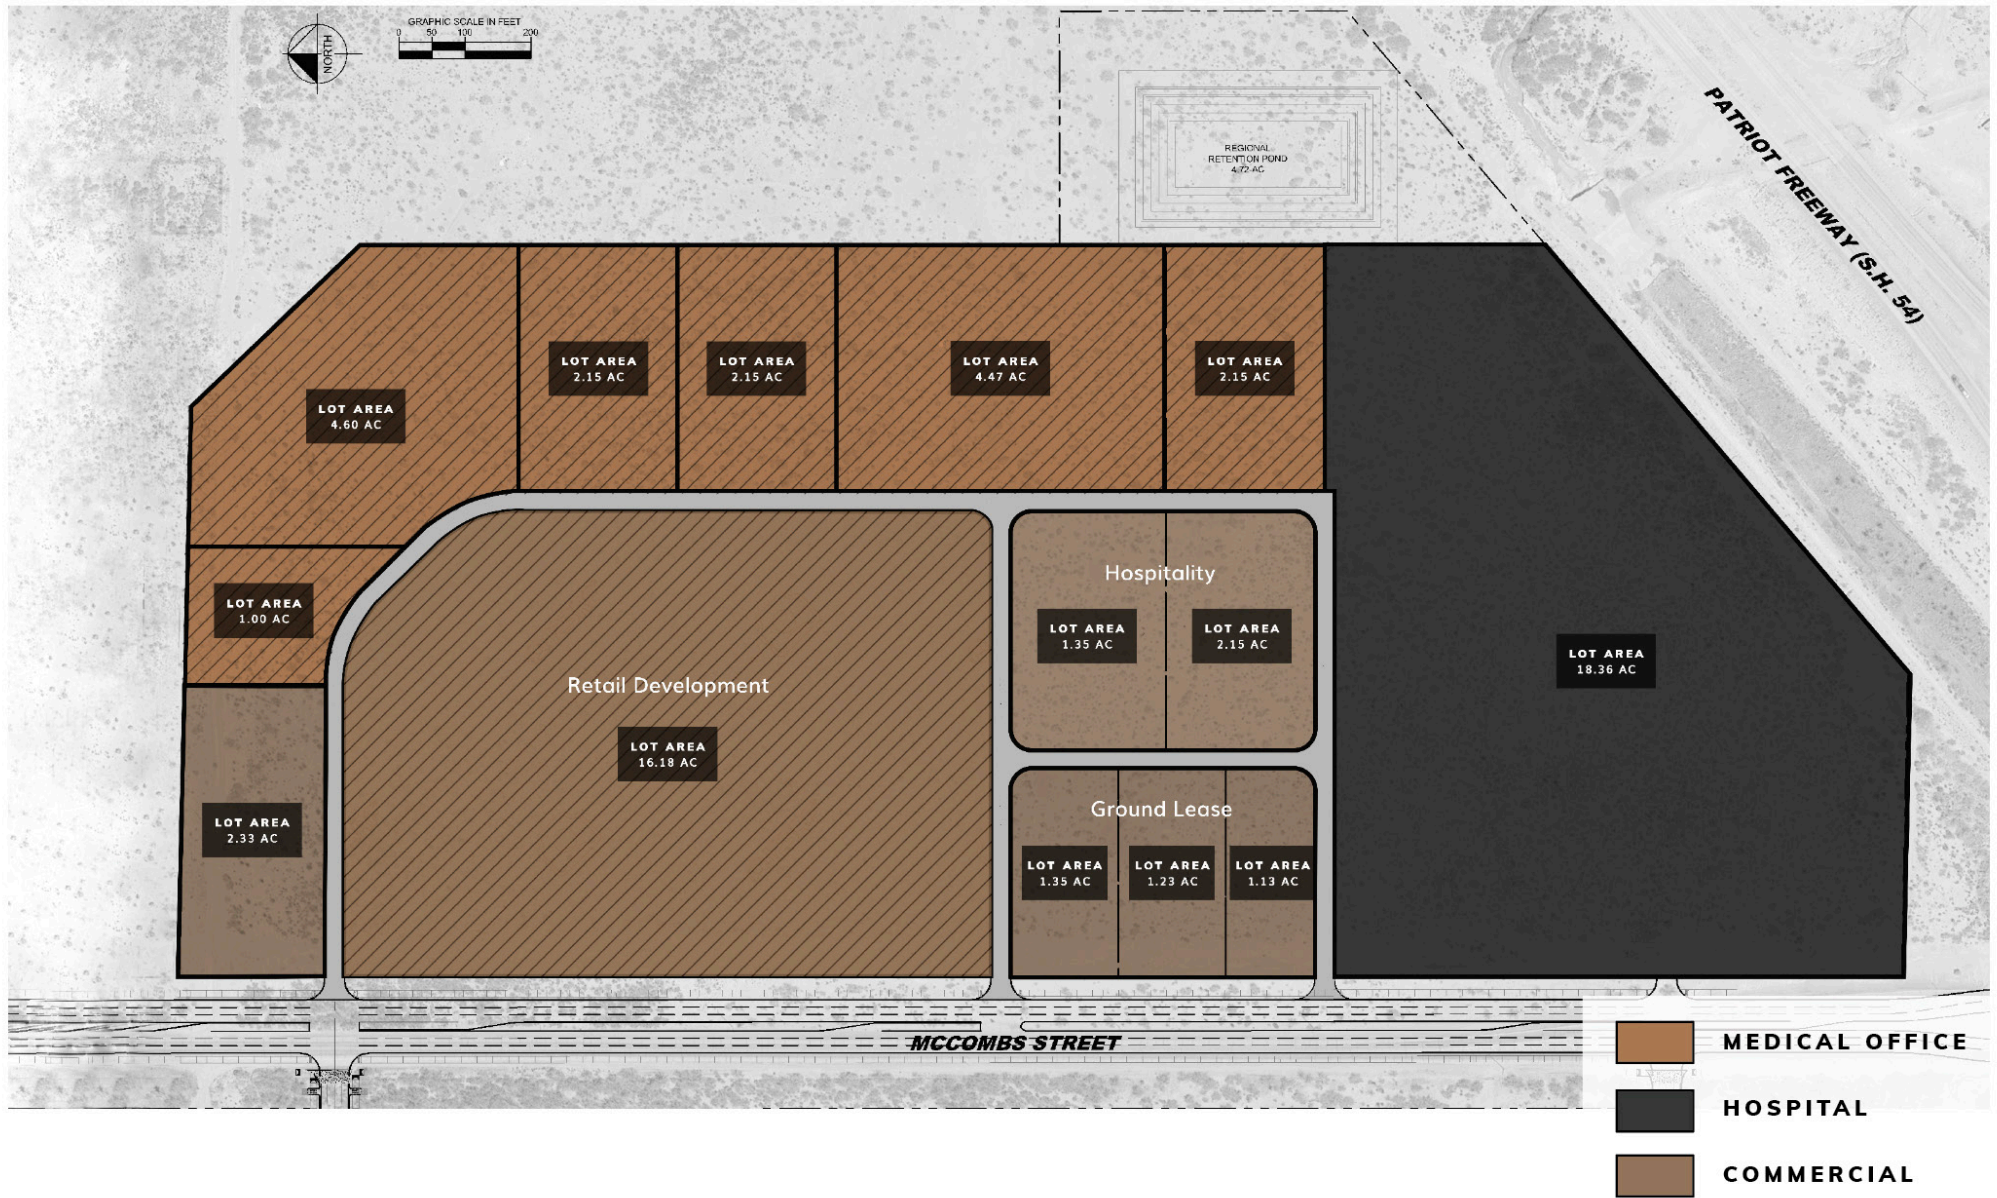 GRAPHIC SCALE IN FEET
0 50 100 200
NORTH
REGIONAL
RETENTION POND
4.72 AC
PATRIOT FREEWAY (S.H. 54)
LOT AREA
4.60 AC
LOT AREA
2.15 AC
LOT AREA
2.15 AC
LOT AREA
4.47 AC
LOT AREA
2.15 AC
LOT AREA
1.00 AC
LOT AREA
2.33 AC
Retail Development
LOT AREA
16.18 AC
Hospitality
LOT AREA
1.35 AC
LOT AREA
2.15 AC
Ground Lease
LOT AREA
1.35 AC
LOT AREA
1.23 AC
LOT AREA
1.13 AC
LOT AREA
18.36 AC
MCCOMBS STREET
MEDICAL OFFICE
HOSPITAL
COMMERCIAL